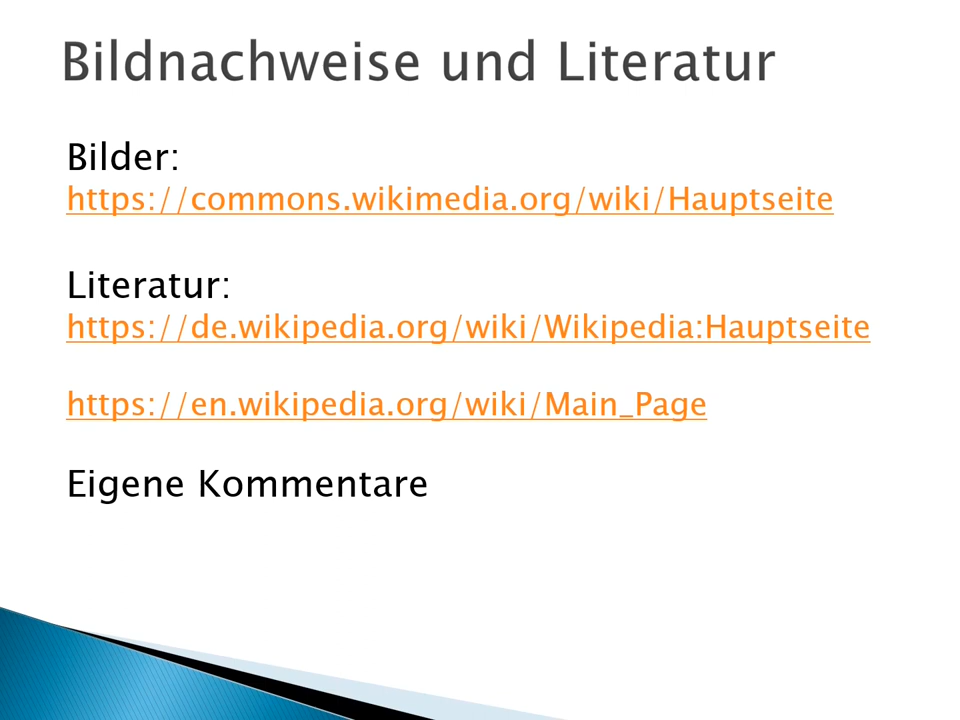 Bildnachweise und Literatur
Bilder:
https://commons.wikimedia.org/wiki/Hauptseite
Literatur:
https://de.wikipedia.org/wiki/Wikipedia:Hauptseite
https://en.wikipedia.org/wiki/Main_Page
Eigene Kommentare